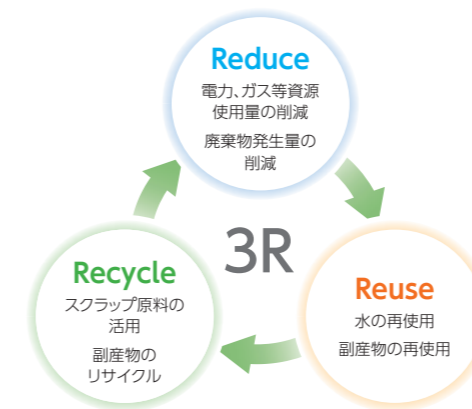 Reduce
電力、ガス等資源
使用量の削減
廃棄物発生量の
削減
3R
Recycle
スクラップ原料の
活用
副産物の
リサイクル
Reuse
水の再使用
副産物の再使用